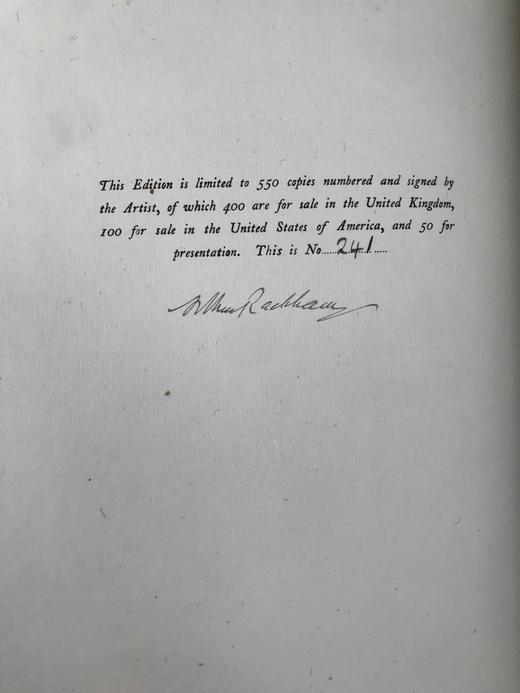 This Edition is limited to 550 copies numbered and signed by
the Artist, of which 400 are for sale in the United Kingdom,
100 for sale in the United States of America, and 50 for
presentation. This is No......241.....
Arthur Rackham